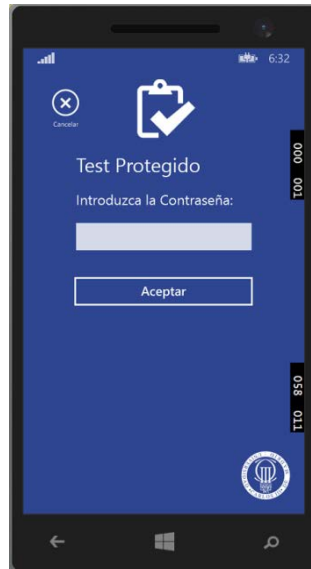 6:32
Cancelar
Test Protegido
Introduzca la Contraseña:
Aceptar
000 001
058 011